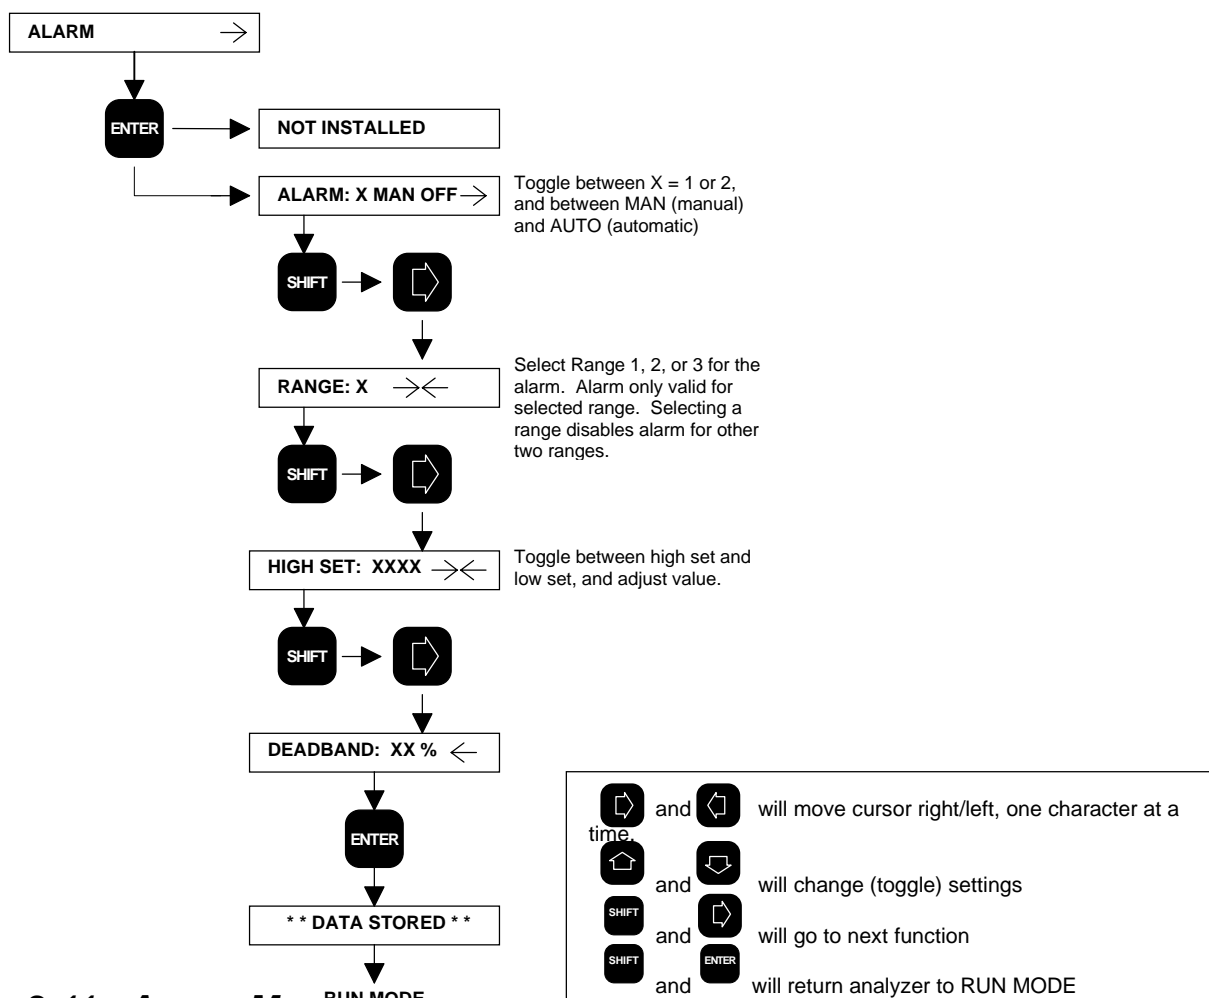 ALARM
ENTER
NOT INSTALLED
ALARM: X MAN OFF
Toggle between X = 1 or 2,
and between MAN (manual)
and AUTO (automatic)
SHIFT
RANGE: X
Select Range 1, 2, or 3 for the
alarm. Alarm only valid for
selected range. Selecting a
range disables alarm for other
two ranges.
SHIFT
HIGH SET: XXXX
Toggle between high set and
low set, and adjust value.
SHIFT
DEADBAND: XX %
ENTER
* * DATA STORED * *
RUN MODE
and will move cursor right/left, one character at a
time.
and will change (toggle) settings
SHIFT
and will go to next function
SHIFT ENTER
and will return analyzer to RUN MODE